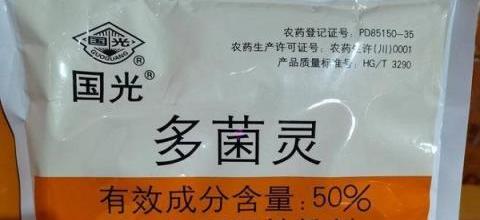 农药登记证号：PD85150-35
农药生产许可证号：农药生许(川)0001
产品质量标准号：HG/T 3290
国光
GUOGUANG
®
国光®
多菌灵
有效成分含量：50%